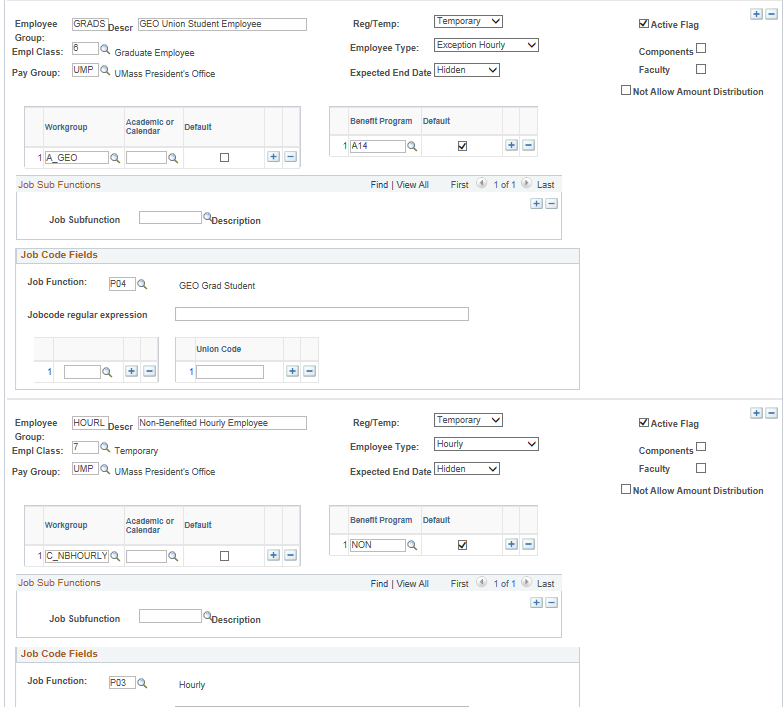 Employee Group: GRADS Descr GEO Union Student Employee Reg/Temp: Temporary Active Flag
Empl Class: 6 Graduate Employee Employee Type: Exception Hourly Components
Pay Group: UMP UMass President's Office Expected End Date Hidden Faculty
Not Allow Amount Distribution
Workgroup Academic or Calendar Default Benefit Program Default
1 A_GEO 1 A14
Job Sub Functions Find | View All First 1 of 1 Last
Job Subfunction Description
Job Code Fields
Job Function: P04 GEO Grad Student
Jobcode regular expression
Union Code
1 1
Employee Group: HOURL Descr Non-Benefited Hourly Employee Reg/Temp: Temporary Active Flag
Empl Class: 7 Temporary Employee Type: Hourly Components
Pay Group: UMP UMass President's Office Expected End Date Hidden Faculty
Not Allow Amount Distribution
Workgroup Academic or Calendar Default Benefit Program Default
1 C_NBHOURLY 1 NON
Job Sub Functions Find | View All First 1 of 1 Last
Job Subfunction Description
Job Code Fields
Job Function: P03 Hourly